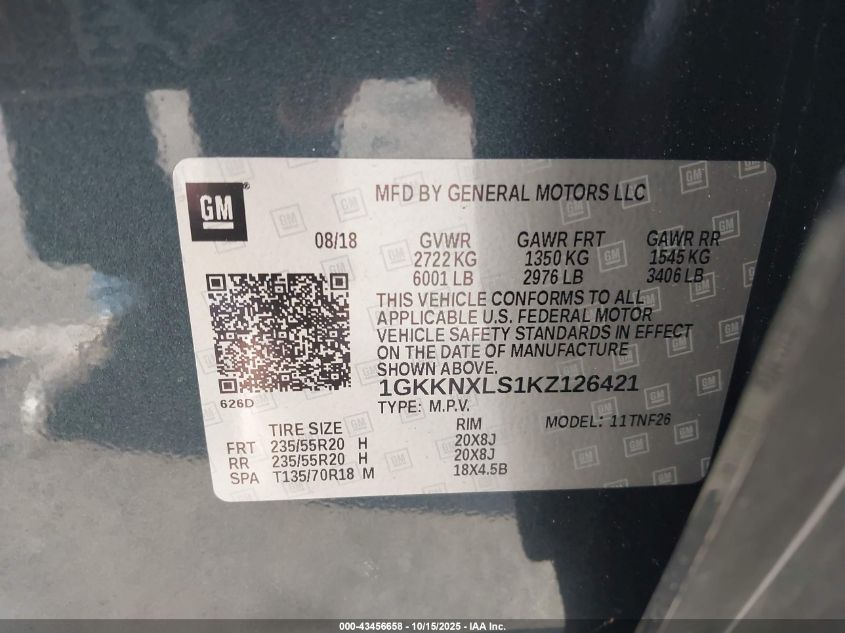 GM ®
MFD BY GENERAL MOTORS LLC
08/18 GVWR GAWR FRT GAWR RR
2722 KG 1350 KG 1545 KG
6001 LB 2976 LB 3406 LB
THIS VEHICLE CONFORMS TO ALL
APPLICABLE U.S. FEDERAL MOTOR
VEHICLE SAFETY STANDARDS IN EFFECT
ON THE DATE OF MANUFACTURE
SHOWN ABOVE.
1GKKNXLS1KZ126421
626D
TYPE: M.P.V.
TIRE SIZE RIM MODEL: 11TNF26
FRT 235/55R20 H 20X8J
RR 235/55R20 H 20X8J
SPA T135/70R18 M 18X4.5B
000-43456658 - 10/15/2025 - IAA Inc.